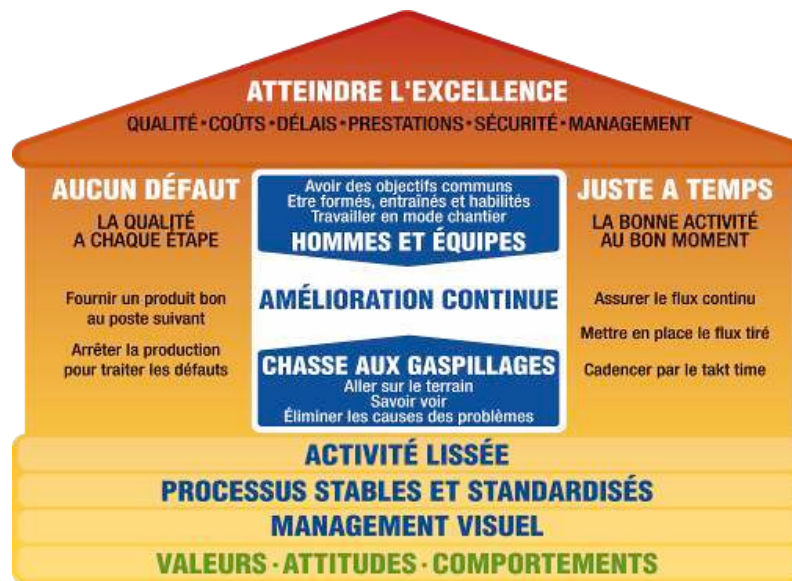 ATTEINDRE L'EXCELLENCE
QUALITÉ·COÛTS·DÉLAIS·PRESTATIONS·SÉCURITÉ·MANAGEMENT
AUCUN DÉFAUT
LA QUALITÉ
A CHAQUE ÉTAPE
Fournir un produit bon
au poste suivant
Arrêter la production
pour traiter les défauts
Avoir des objectifs communs
Etre formés, entraînés et habilités
Travailler en mode chantier
HOMMES ET ÉQUIPES
AMÉLIORATION CONTINUE
CHASSE AUX GASPILLAGES
Aller sur le terrain
Savoir voir
Éliminer les causes des problèmes
JUSTE A TEMPS
LA BONNE ACTIVITÉ
AU BON MOMENT
Assurer le flux continu
Mettre en place le flux tiré
Cadencer par le takt time
ACTIVITÉ LISSÉE
PROCESSUS STABLES ET STANDARDISÉS
MANAGEMENT VISUEL
VALEURS·ATTITUDES·COMPORTEMENTS